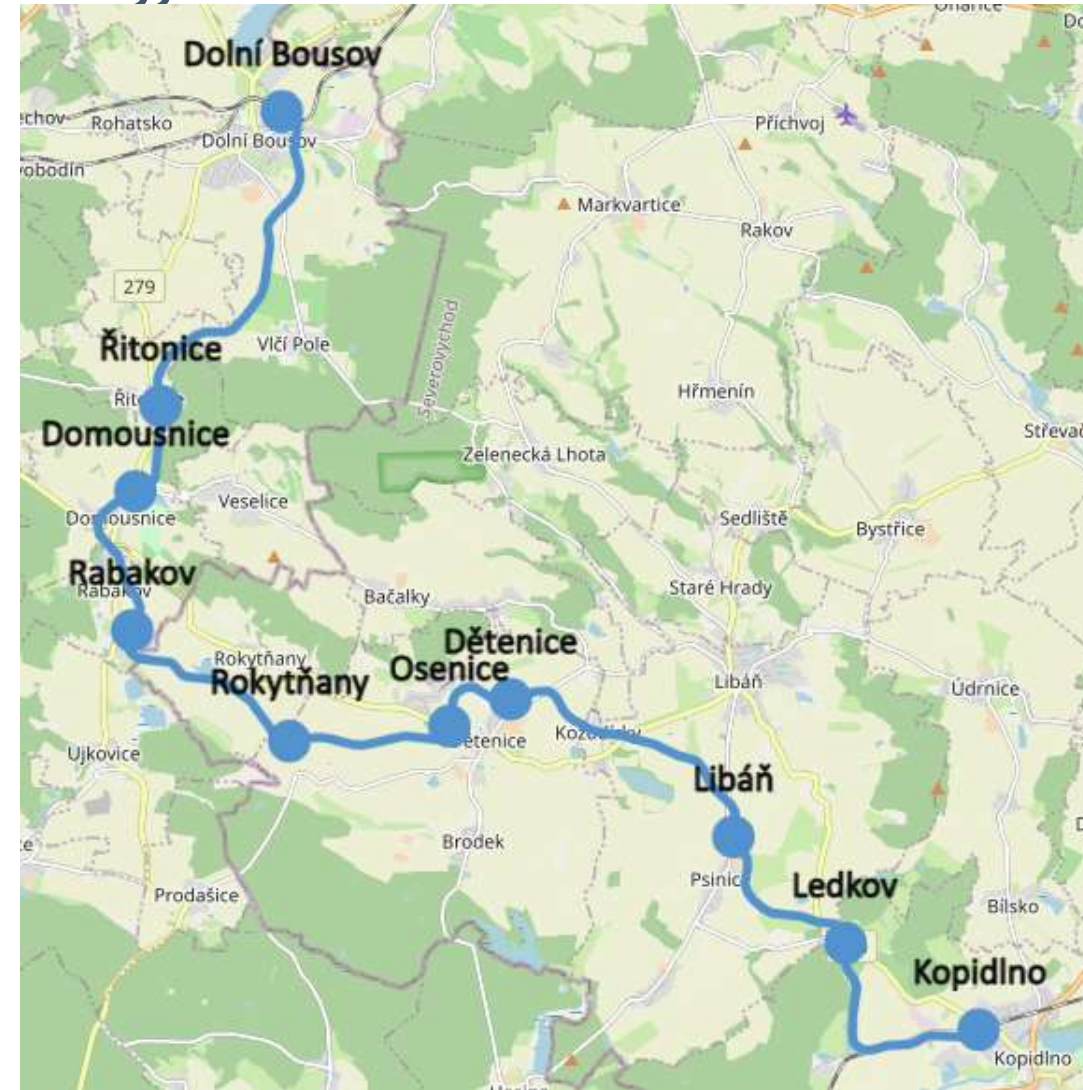 Dolní Bousov
Příchvoj
Rohatsko
Dolní Bousov
Markvartice
Rakov
279
Řitonice
Vlčí Pole
Severovýchod
Hřmenín
Domousnice
Zelenecká Lhota
Veselice
Domousnice
Sedliště
Bystřice
Rabakov
Rabakov
Bačalky
Staré Hrady
Dětenice
Osenice
Rokytňany
Rokytňany
Libáň
Údrnice
Ujkovice
Libáň
Brodek
Psinice
Ledkov
Prodašice
Bílsko
Kopidlno
Kopidlno